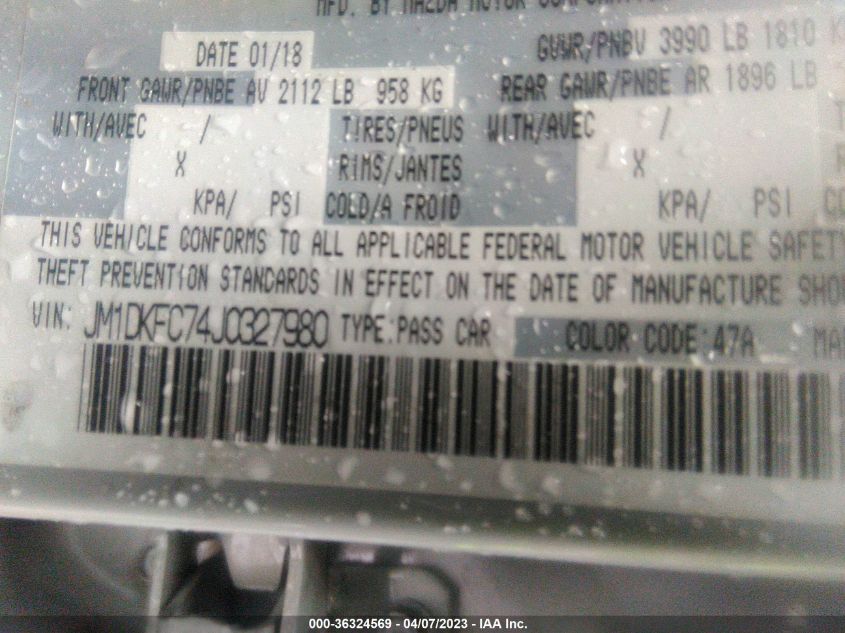 MFD. BY MAZDA MOTOR
DATE 01/18 GVWR/PNBV 3990 LB 1810 K
FRONT GAWR/PNBE AV 2112 LB 958 KG REAR GAWR/PNBE AR 1896 LB
WITH/AVEC / TIRES/PNEUS WITH/AVEC /
X RIMS/JANTES X
KPA/ PSI COLD/A FROID KPA/ PSI
THIS VEHICLE CONFORMS TO ALL APPLICABLE FEDERAL MOTOR VEHICLE SAFETY
THEFT PREVENTION STANDARDS IN EFFECT ON THE DATE OF MANUFACTURE SHO
VIN: JM1DKFC74J0327980 TYPE:PASS CAR COLOR CODE:47A MA
000-36324569 - 04/07/2023 - IAA Inc.